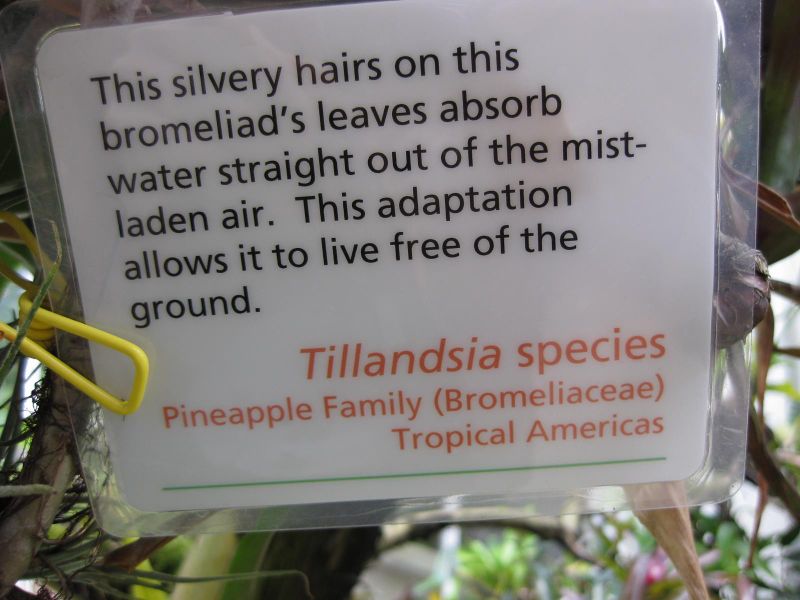 This silvery hairs on this
bromeliad's leaves absorb
water straight out of the mist-
laden air. This adaptation
allows it to live free of the
ground.
Tillandsia species
Pineapple Family (Bromeliaceae)
Tropical Americas